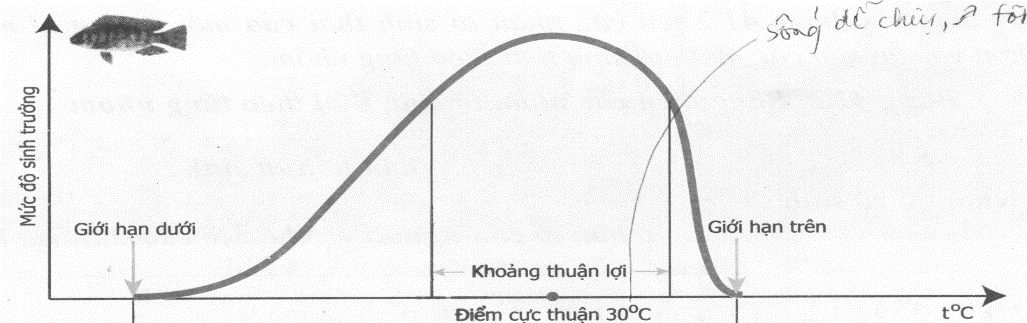 sống dễ chịu,
Mức độ sinh trưởng
Giới hạn dưới
Giới hạn trên
Khoảng thuận lợi
Điểm cực thuận 30°C
t°C